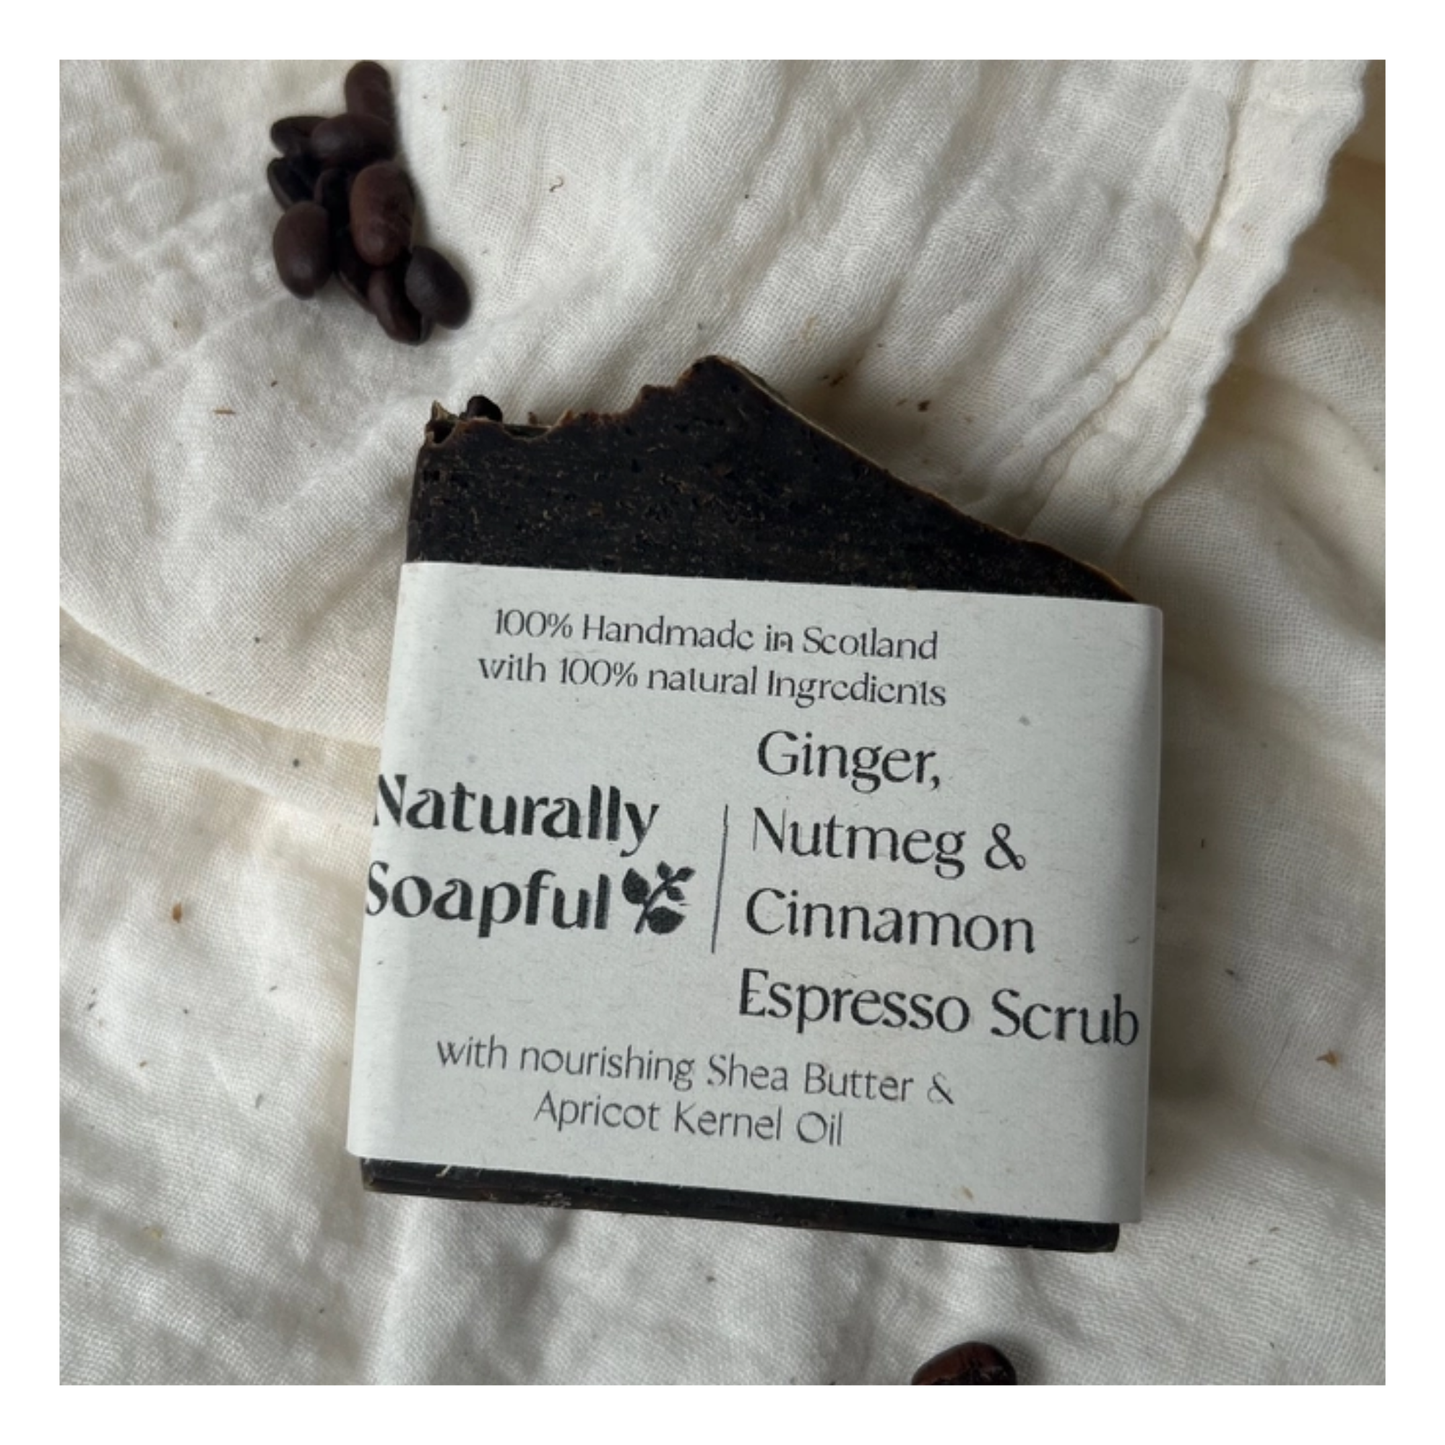 100% Handmade in Scotland
with 100% natural Ingredients
Naturally
Soapful
Ginger,
Nutmeg &
Cinnamon
Espresso Scrub
with nourishing Shea Butter &
Apricot Kernel Oil